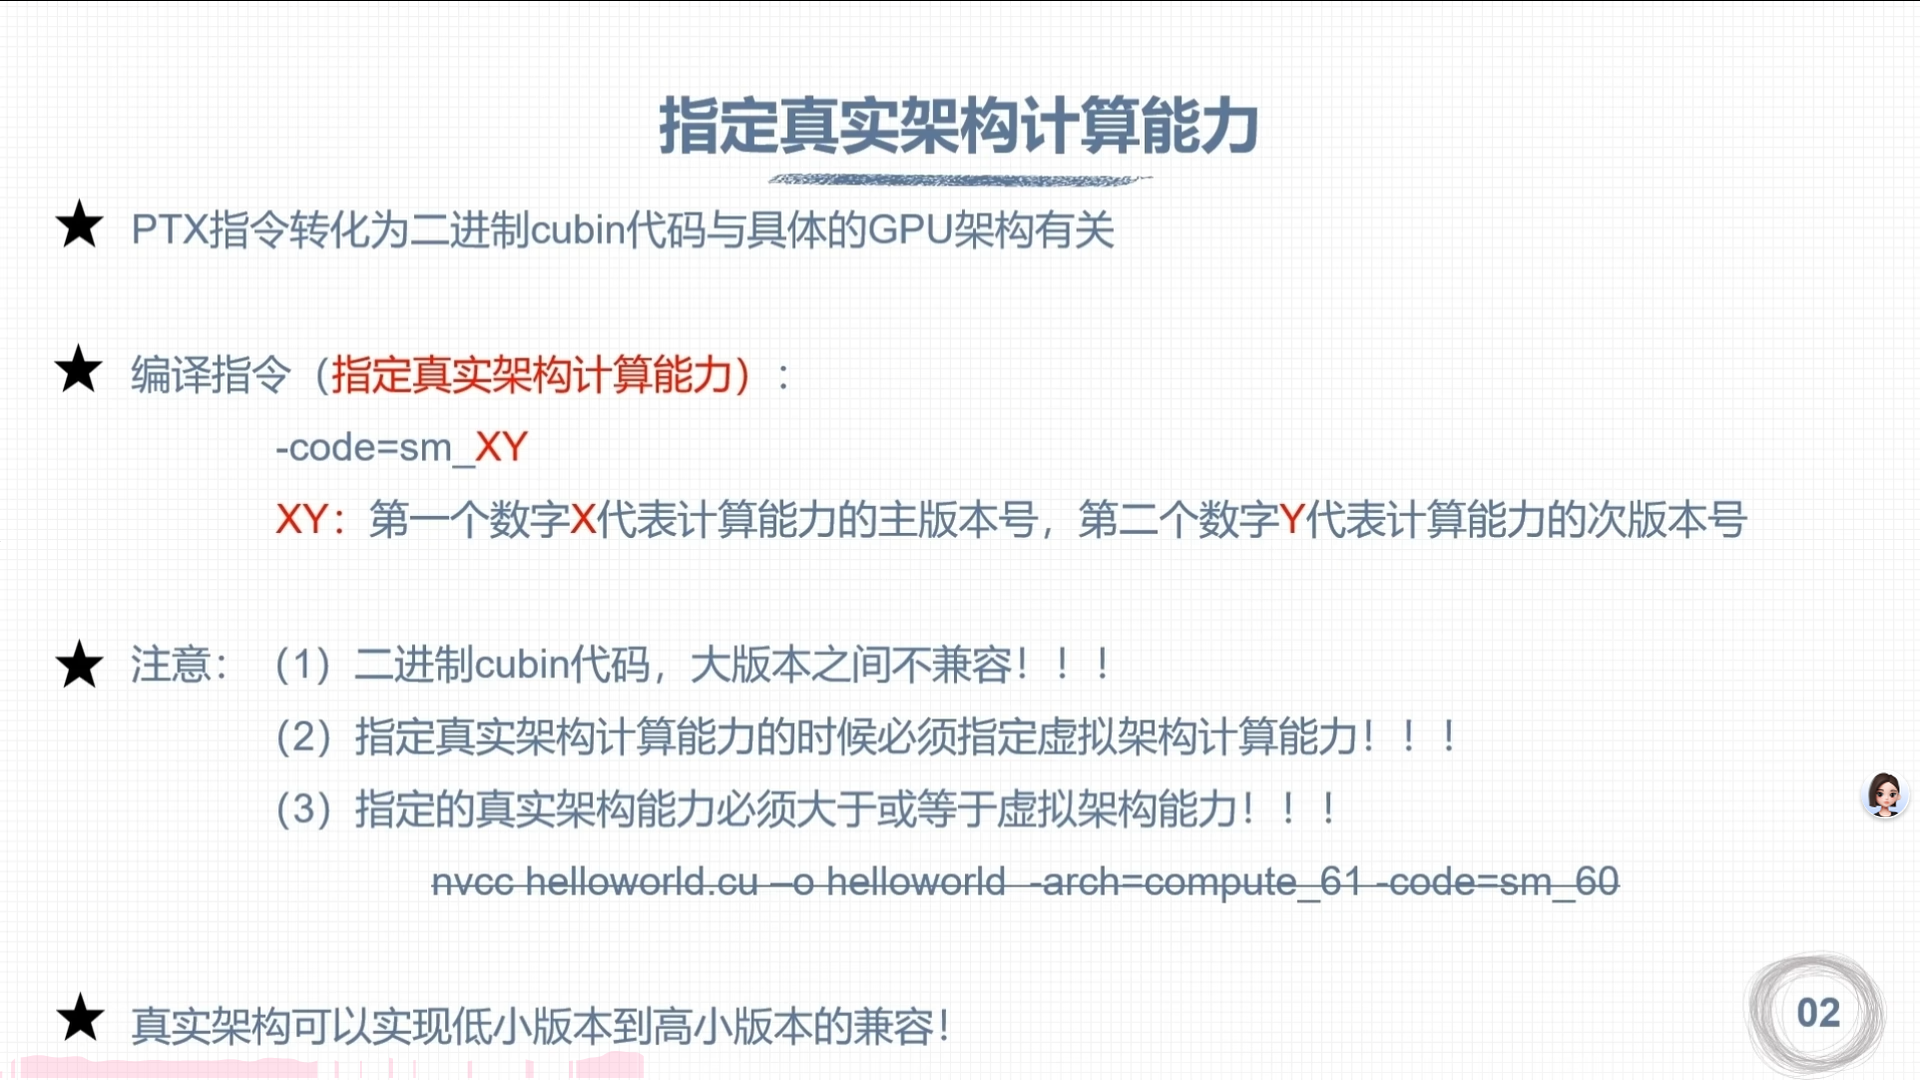 指定真实架构计算能力
★ PTX指令转化为二进制cubin代码与具体的GPU架构有关
★ 编译指令（指定真实架构计算能力）：
-code=sm_XY
XY：第一个数字X代表计算能力的主版本号，第二个数字Y代表计算能力的次版本号
★ 注意：（1）二进制cubin代码，大版本之间不兼容！！！
（2）指定真实架构计算能力的时候必须指定虚拟架构计算能力！！！
（3）指定的真实架构能力必须大于或等于虚拟架构能力！！！
nvcc helloworld.cu –o helloworld -arch=compute_61 -code=sm_60
★ 真实架构可以实现低小版本到高小版本的兼容！
02